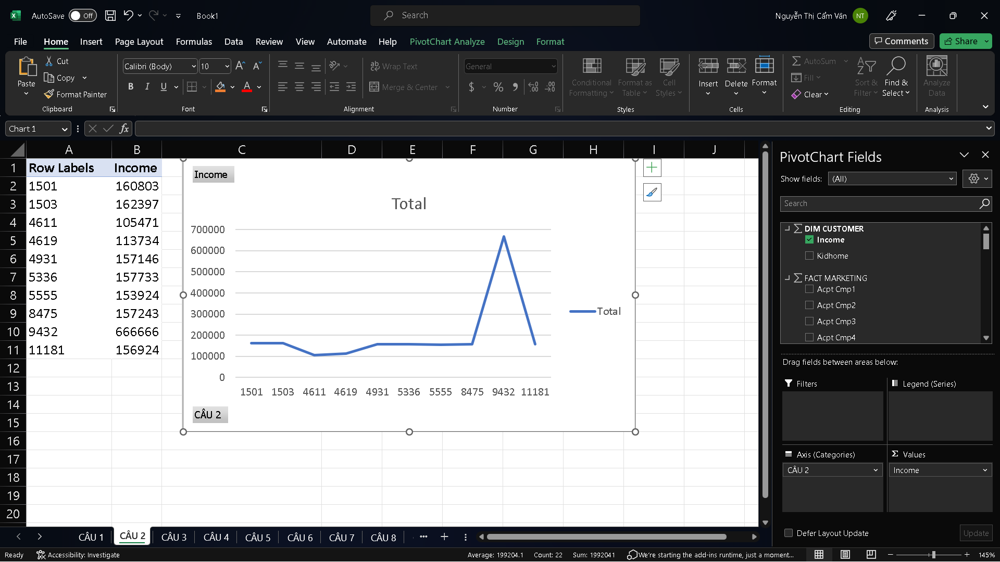 AutoSave Off Book1 Search Nguyễn Thị Cẩm Vân NT
File Home Insert Page Layout Formulas Data Review View Automate Help PivotChart Analyze Design Format Comments Share
Paste
Cut
Copy
Format Painter
Clipboard
Calibri (Body) 10
B I U
Font
Wrap Text
Merge & Center
Alignment
General
$ % , .00
Number
Conditional Formatting
Format as Table
Cell Styles
Styles
Insert Delete Format
Cells
AutoSum
Fill
Clear
Sort & Filter
Find & Select
Editing
Analyze Data
Analysis
Chart 1 fx
A B C D E F G H I J
1 Row Labels Income
2 1501 160803
3 1503 162397
4 4611 105471
5 4619 113734
6 4931 157146
7 5336 157733
8 5555 153924
9 8475 157243
10 9432 666666
11 11181 156924
12
13
14
15
16
17
18
19
20
Income
Total
700000
600000
500000
400000
300000
200000
100000
0
1501 1503 4611 4619 4931 5336 5555 8475 9432 11181
Total
CÂU 2
PivotChart Fields
Show fields: (All)
Search
DIM CUSTOMER
Income
Kidhome
FACT MARKETING
Acpt Cmp1
Acpt Cmp2
Acpt Cmp3
Acpt Cmp4
Drag fields between areas below:
Filters
Legend (Series)
Axis (Categories)
CÂU 2
Values
Income
Defer Layout Update Update
CÂU 1 CÂU 2 CÂU 3 CÂU 4 CÂU 5 CÂU 6 CÂU 7 CÂU 8 ...
Ready Accessibility: Investigate Average: 199204.1 Count: 22 Sum: 1992041 We're starting the add-ins runtime, just a moment... 145%